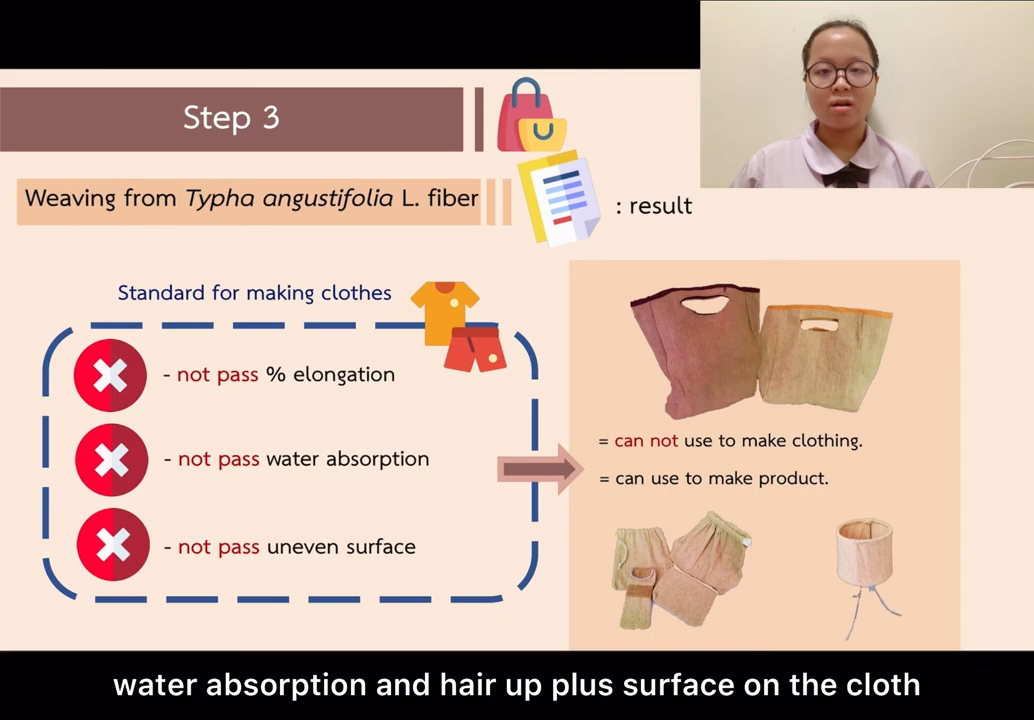 Step 3
Weaving from Typha angustifolia L. fiber
: result
Standard for making clothes
- not pass % elongation
- not pass water absorption
- not pass uneven surface
= can not use to make clothing.
= can use to make product.
water absorption and hair up plus surface on the cloth